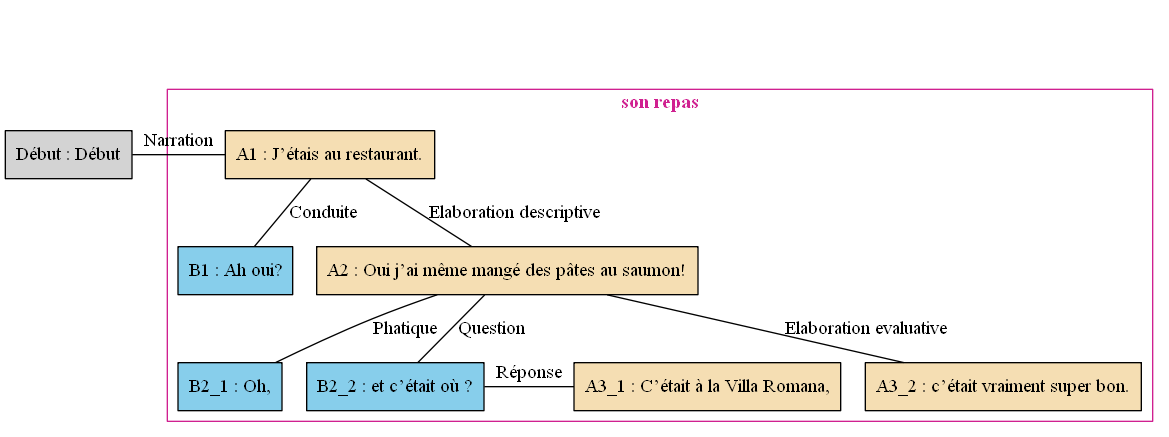 son repas
Début : Début
Narration
A1 : J’étais au restaurant.
Conduite
Elaboration descriptive
B1 : Ah oui?
A2 : Oui j’ai même mangé des pâtes au saumon!
Phatique
Question
Elaboration evaluative
B2_1 : Oh,
B2_2 : et c’était où ?
Réponse
A3_1 : C’était à la Villa Romana,
A3_2 : c’était vraiment super bon.